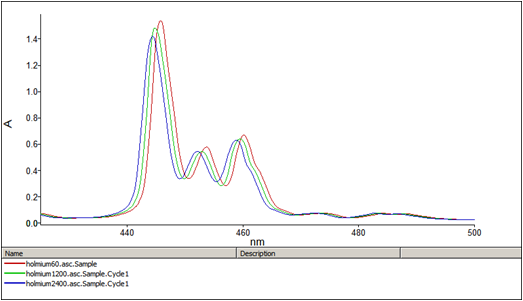 A
1.4
1.2
1.0
0.8
0.6
0.4
0.2
0.0
440 460 480 500
nm
Name Description
holmium60.asc.Sample
holmium1200.asc.Sample.Cycle1
holmium2400.asc.Sample.Cycle1